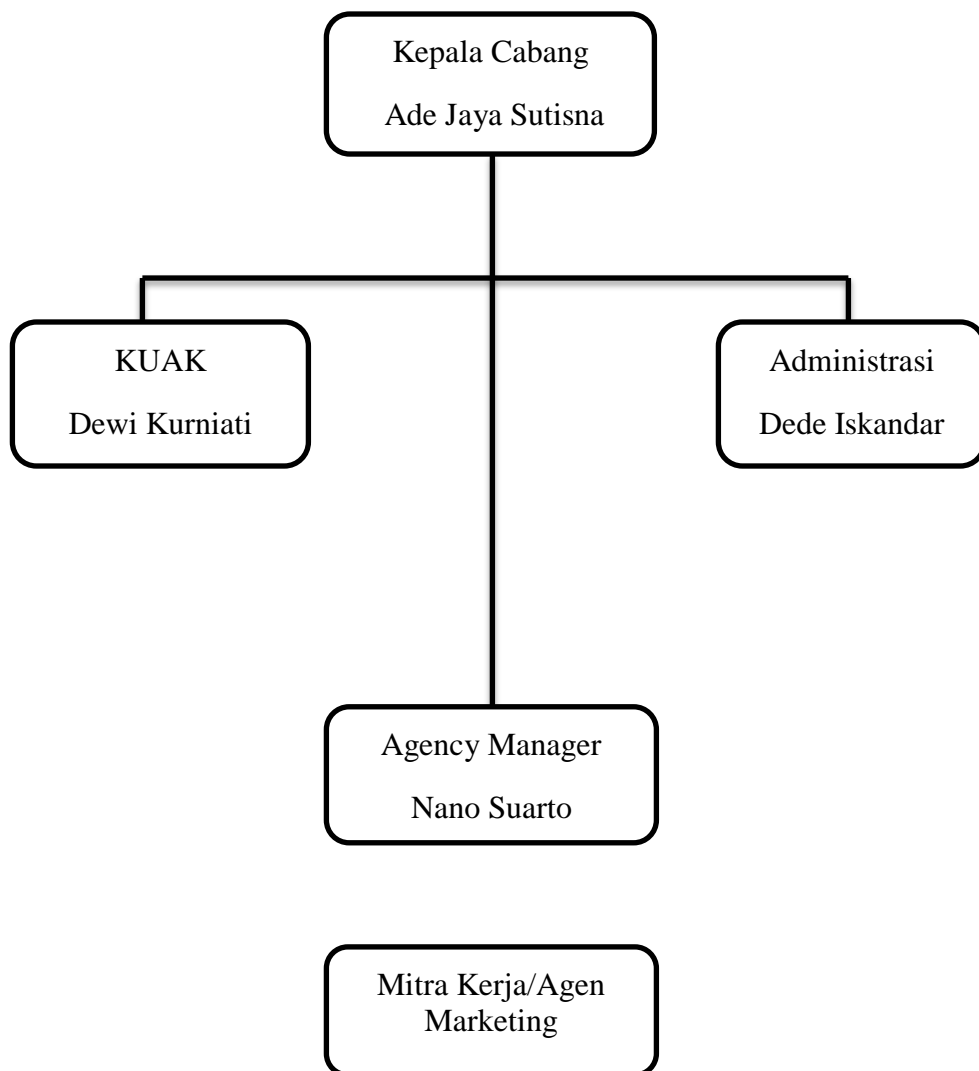 Kepala Cabang
Ade Jaya Sutisna
KUAK
Dewi Kurniati
Administrasi
Dede Iskandar
Agency Manager
Nano Suarto
Mitra Kerja/Agen
Marketing